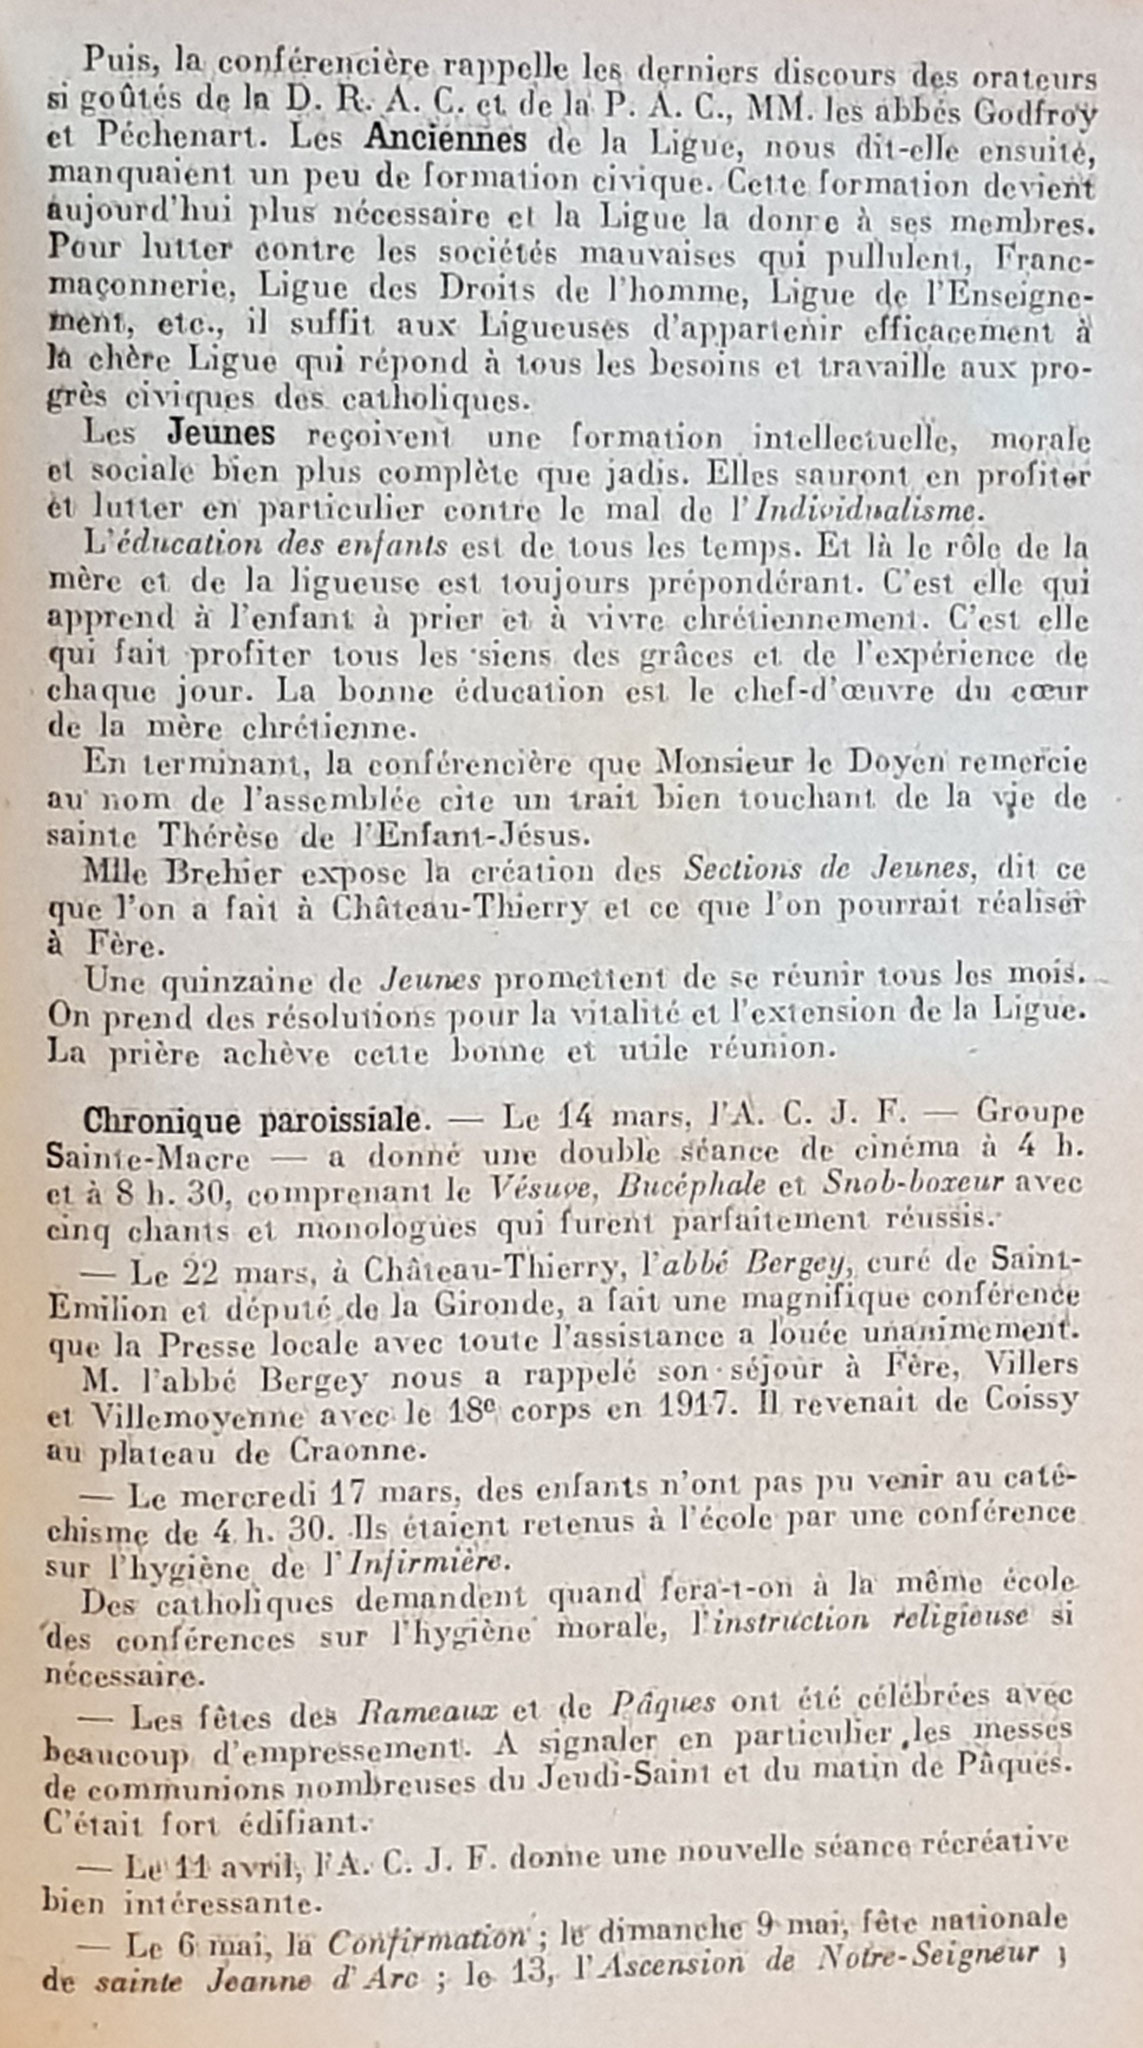 Puis, la conférencière rappelle les derniers discours des orateurs
si goûtés de la D. R. A. C. et de la P. A. C., MM. les abbés Godfroy
et Péchenart. Les Anciennes de la Ligue, nous dit-elle ensuite,
manquaient un peu de formation civique. Cette formation devient
aujourd'hui plus nécessaire et la Ligue la donre à ses membres.
Pour lutter contre les sociétés mauvaises qui pullulent, Franc-
maçonnerie, Ligue des Droits de l'homme, Ligue de l'Enseigne-
ment, etc., il suffit aux Ligueuses d'appartenir efficacement à
la chère Ligue qui répond à tous les besoins et travaille aux pro-
grès civiques des catholiques.
Les Jeunes reçoivent une formation intellectuelle, morale
et sociale bien plus complète que jadis. Elles sauront en profiter
et lutter en particulier contre le mal de l'Individualisme.
L'éducation des enfants est de tous les temps. Et là le rôle de la
mère et de la ligueuse est toujours prépondérant. C'est elle qui
apprend à l'enfant à prier et à vivre chrétiennement. C'est elle
qui fait profiter tous les siens des grâces et de l'expérience de
chaque jour. La bonne éducation est le chef-d'œuvre du cœur
de la mère chrétienne.
En terminant, la conférencière que Monsieur le Doyen remercie
au nom de l'assemblée cite un trait bien touchant de la vie de
sainte Thérèse de l'Enfant-Jésus.
Mlle Brehier expose la création des Sections de Jeunes, dit ce
que l'on a fait à Château-Thierry et ce que l'on pourrait réaliser
à Fère.
Une quinzaine de Jeunes promettent de se réunir tous les mois.
On prend des résolutions pour la vitalité et l'extension de la Ligue.
La prière achève cette bonne et utile réunion.
Chronique paroissiale. — Le 14 mars, l'A. C. J. F. — Groupe
Sainte-Macre — a donné une double séance de cinéma à 4 h.
et à 8 h. 30, comprenant le Vésuve, Bucéphale et Snob-boxeur avec
cinq chants et monologues qui furent parfaitement réussis.
— Le 22 mars, à Château-Thierry, l'abbé Bergey, curé de Saint-
Emilion et député de la Gironde, a fait une magnifique conférence
que la Presse locale avec toute l'assistance a louée unanimement.
M. l'abbé Bergey nous a rappelé son séjour à Fère, Villers
et Villemoyenne avec le 18e corps en 1917. Il revenait de Coissy
au plateau de Craonne.
— Le mercredi 17 mars, des enfants n'ont pas pu venir au caté-
chisme de 4 h. 30. Ils étaient retenus à l'école par une conférence
sur l'hygiène de l'Infirmière.
Des catholiques demandent quand fera-t-on à la même école
des conférences sur l'hygiène morale, l'instruction religieuse si
nécessaire.
— Les fêtes des Rameaux et de Pâques ont été célébrées avec
beaucoup d'empressement. A signaler en particulier les messes
de communions nombreuses du Jeudi-Saint et du matin de Pâques.
C'était fort édifiant.
— Le 11 avril, l'A. C. J. F. donne une nouvelle séance récréative
bien intéressante.
— Le 6 mai, la Confirmation ; le dimanche 9 mai, fête nationale
de sainte Jeanne d'Arc ; le 13, l'Ascension de Notre-Seigneur ;